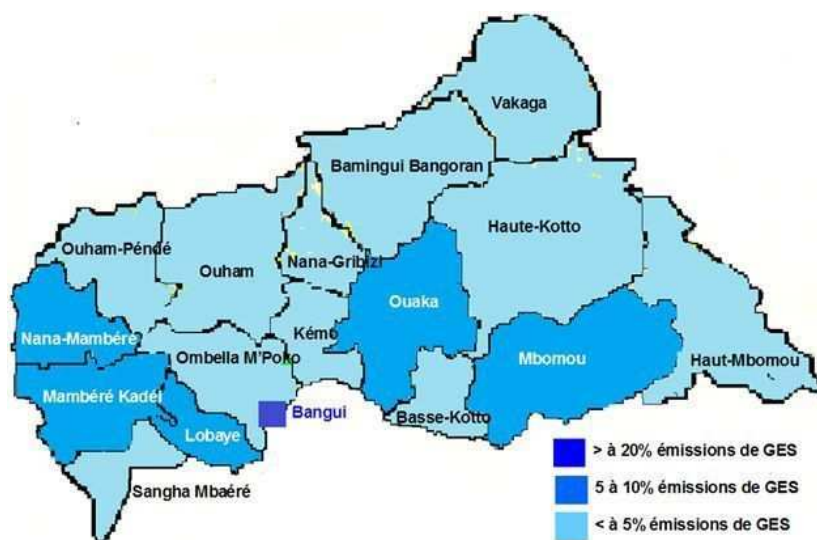 Vakaga
Bamingui Bangoran
Haute-Kotto
Ouham-Péndé
Ouham
Nana-Gribizi
Ouaka
Nana-Mambéré
Kémo
Ombella M'Poko
Mbomou
Haut-Mbomou
Mambéré Kadéï
Lobaye
Bangui
Basse-Kotto
Sangha Mbaéré
> à 20% émissions de GES
5 à 10% émissions de GES
< à 5% émissions de GES